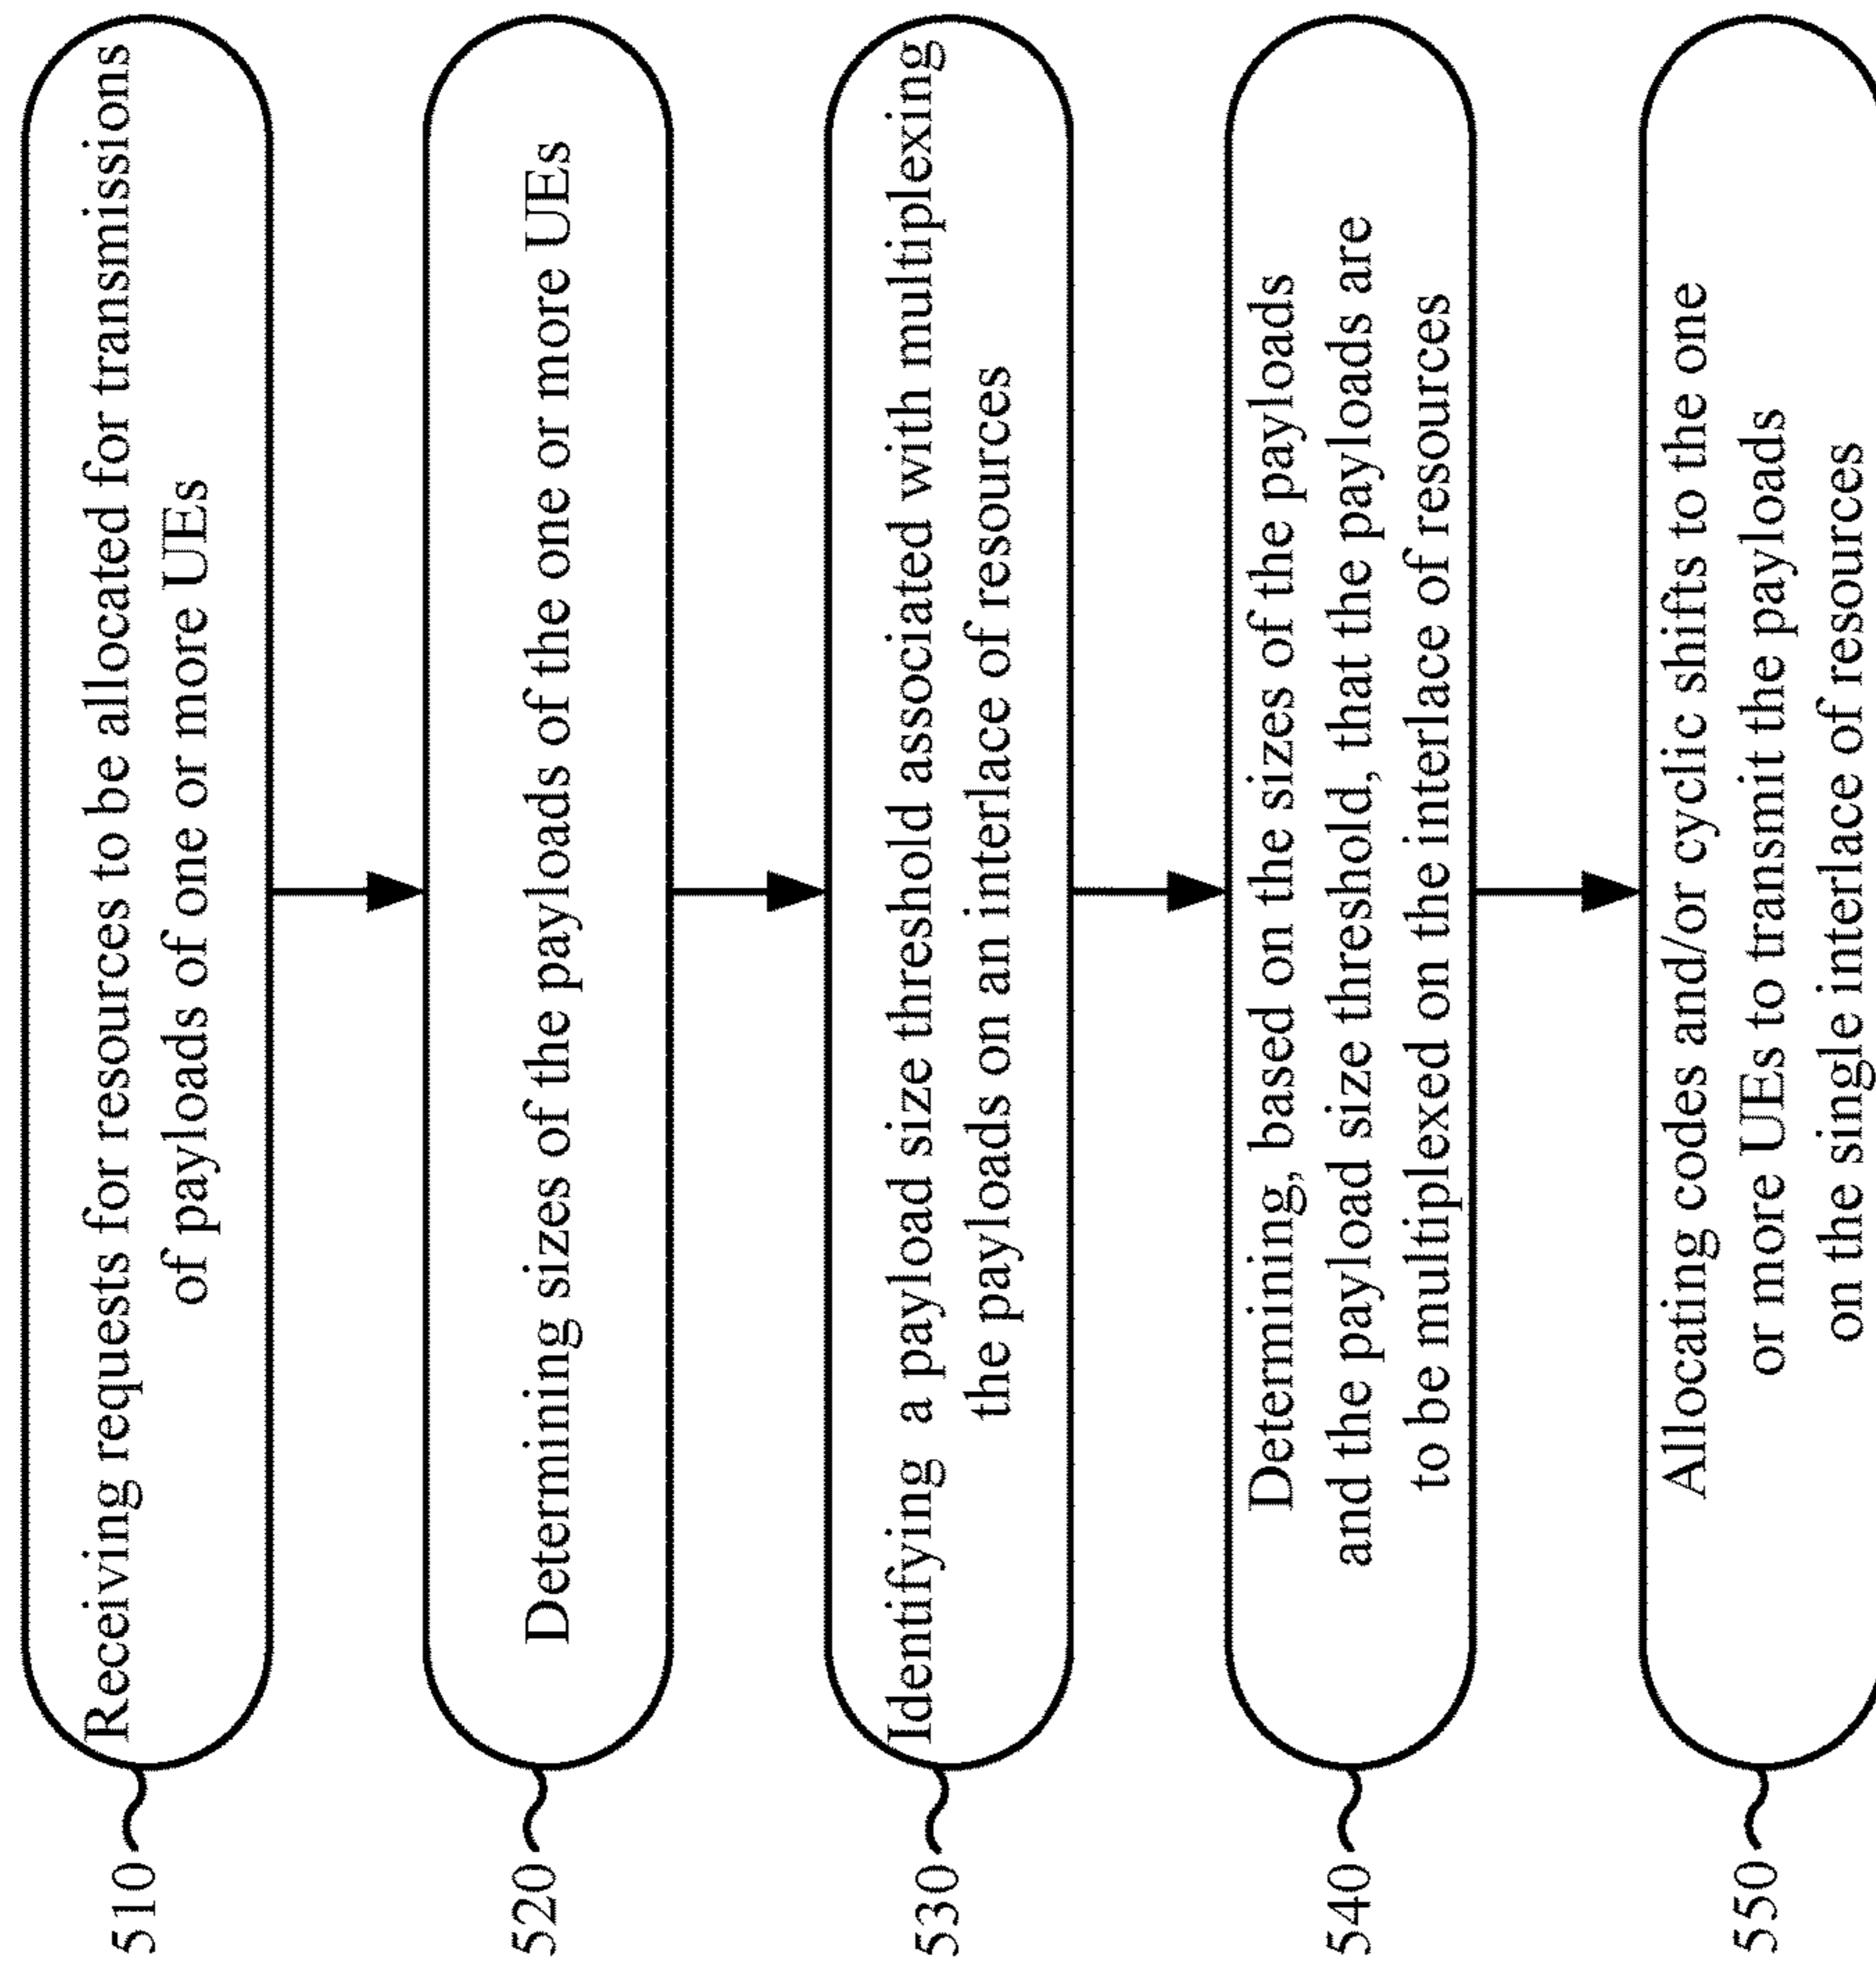 510
Receiving requests for resources to be allocated for transmissions
of payloads of one or more UEs
520
Determining sizes of the payloads of the one or more UEs
530
Identifying a payload size threshold associated with multiplexing
the payloads on an interlace of resources
540
Determining, based on the sizes of the payloads
and the payload size threshold, that the payloads are
to be multiplexed on the interlace of resources
550
Allocating codes and/or cyclic shifts to the one
or more UEs to transmit the payloads
on the single interlace of resources